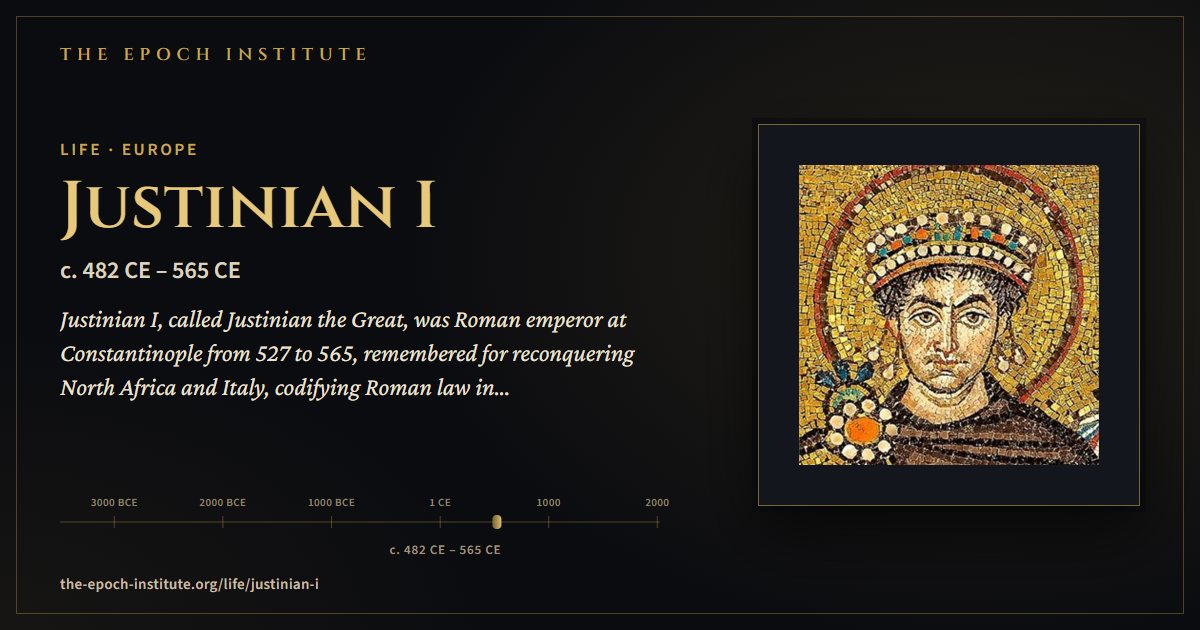 THE EPOCH INSTITUTE
LIFE · EUROPE
JUSTINIAN I
c. 482 CE – 565 CE
Justinian I, called Justinian the Great, was Roman emperor at
Constantinople from 527 to 565, remembered for reconquering
North Africa and Italy, codifying Roman law in...
3000 BCE 2000 BCE 1000 BCE 1 CE 1000 2000
c. 482 CE – 565 CE
the-epoch-institute.org/life/justinian-i